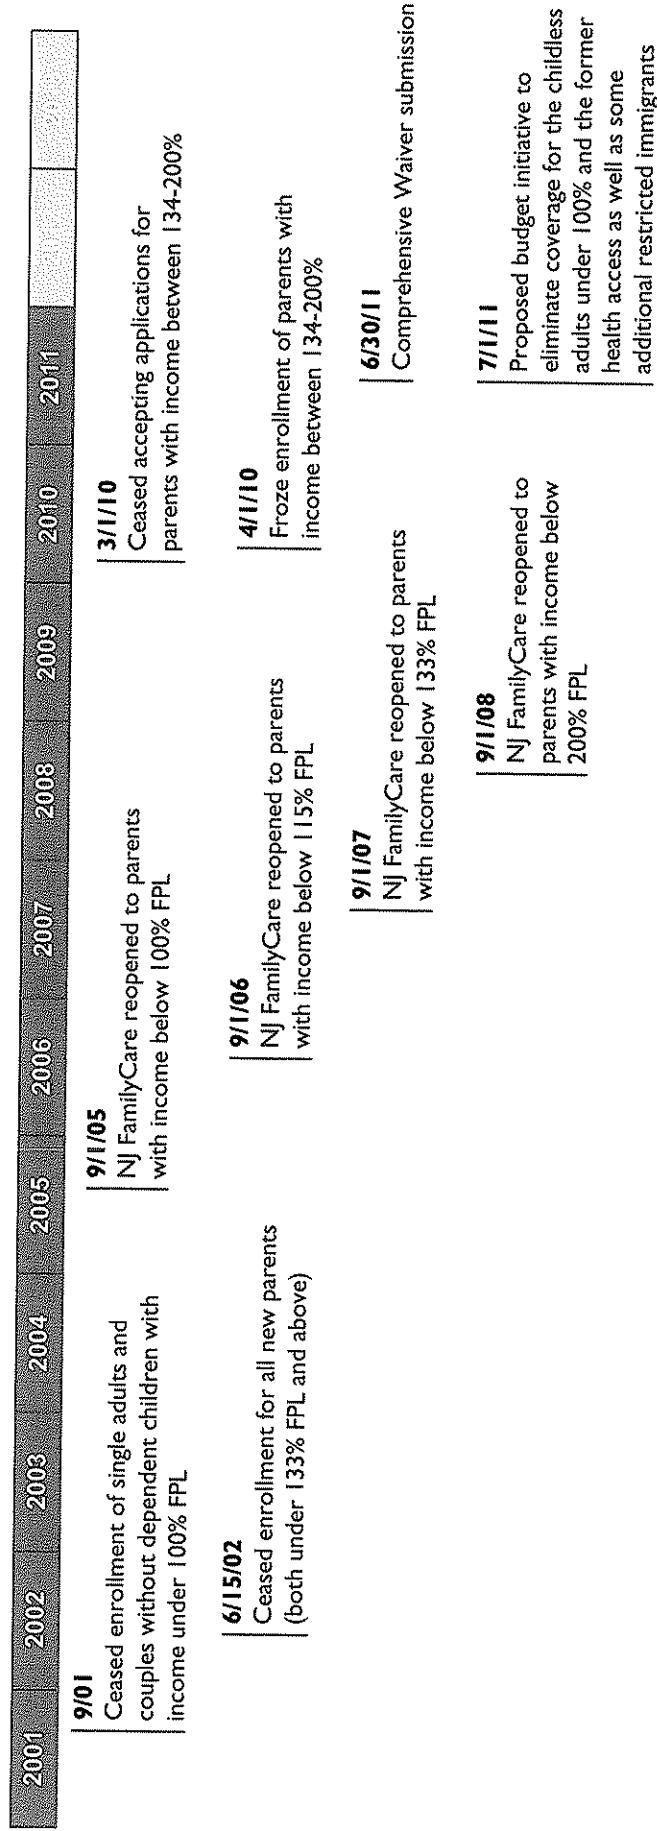 2001 2002 2003 2004 2005 2006 2007 2008 2009 2010 2011
9/01
Ceased enrollment of single adults and
couples without dependent children with
income under 100% FPL
6/15/02
Ceased enrollment for all new parents
(both under 133% FPL and above)
9/1/05
NJ FamilyCare reopened to parents
with income below 100% FPL
9/1/06
NJ FamilyCare reopened to parents
with income below 115% FPL
9/1/07
NJ FamilyCare reopened to parents
with income below 133% FPL
9/1/08
NJ FamilyCare reopened to
parents with income below
200% FPL
3/1/10
Ceased accepting applications for
parents with income between 134-200%
4/1/10
Froze enrollment of parents with
income between 134-200%
6/30/11
Comprehensive Waiver submission
7/1/11
Proposed budget initiative to
eliminate coverage for the childless
adults under 100% and the former
health access as well as some
additional restricted immigrants